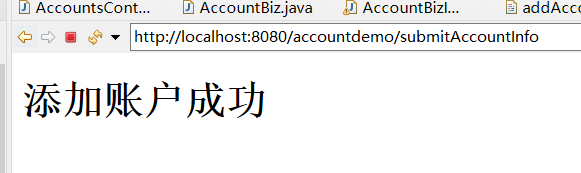 AccountsCont... AccountBiz.java AccountBizI... addAcco
http://localhost:8080/accountdemo/submitAccountInfo
添加账户成功